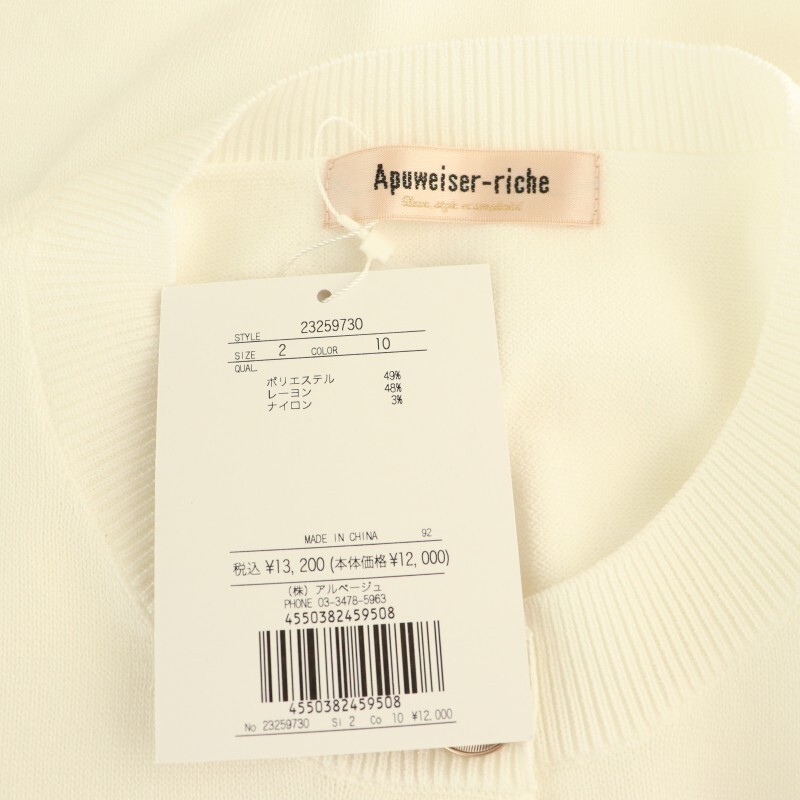 Apuweiser-riche
STYLE 23259730
SIZE 2 COLOR 10
QUAL.
ポリエステル 49%
レーヨン 48%
ナイロン 3%
MADE IN CHINA 92
税込 ¥13,200 (本体価格 ¥12,000)
(株) アルページュ
PHONE 03-3478-5963
4550382459508
4550382459508
No 23259730 Si 2 Co 10 ¥12,000